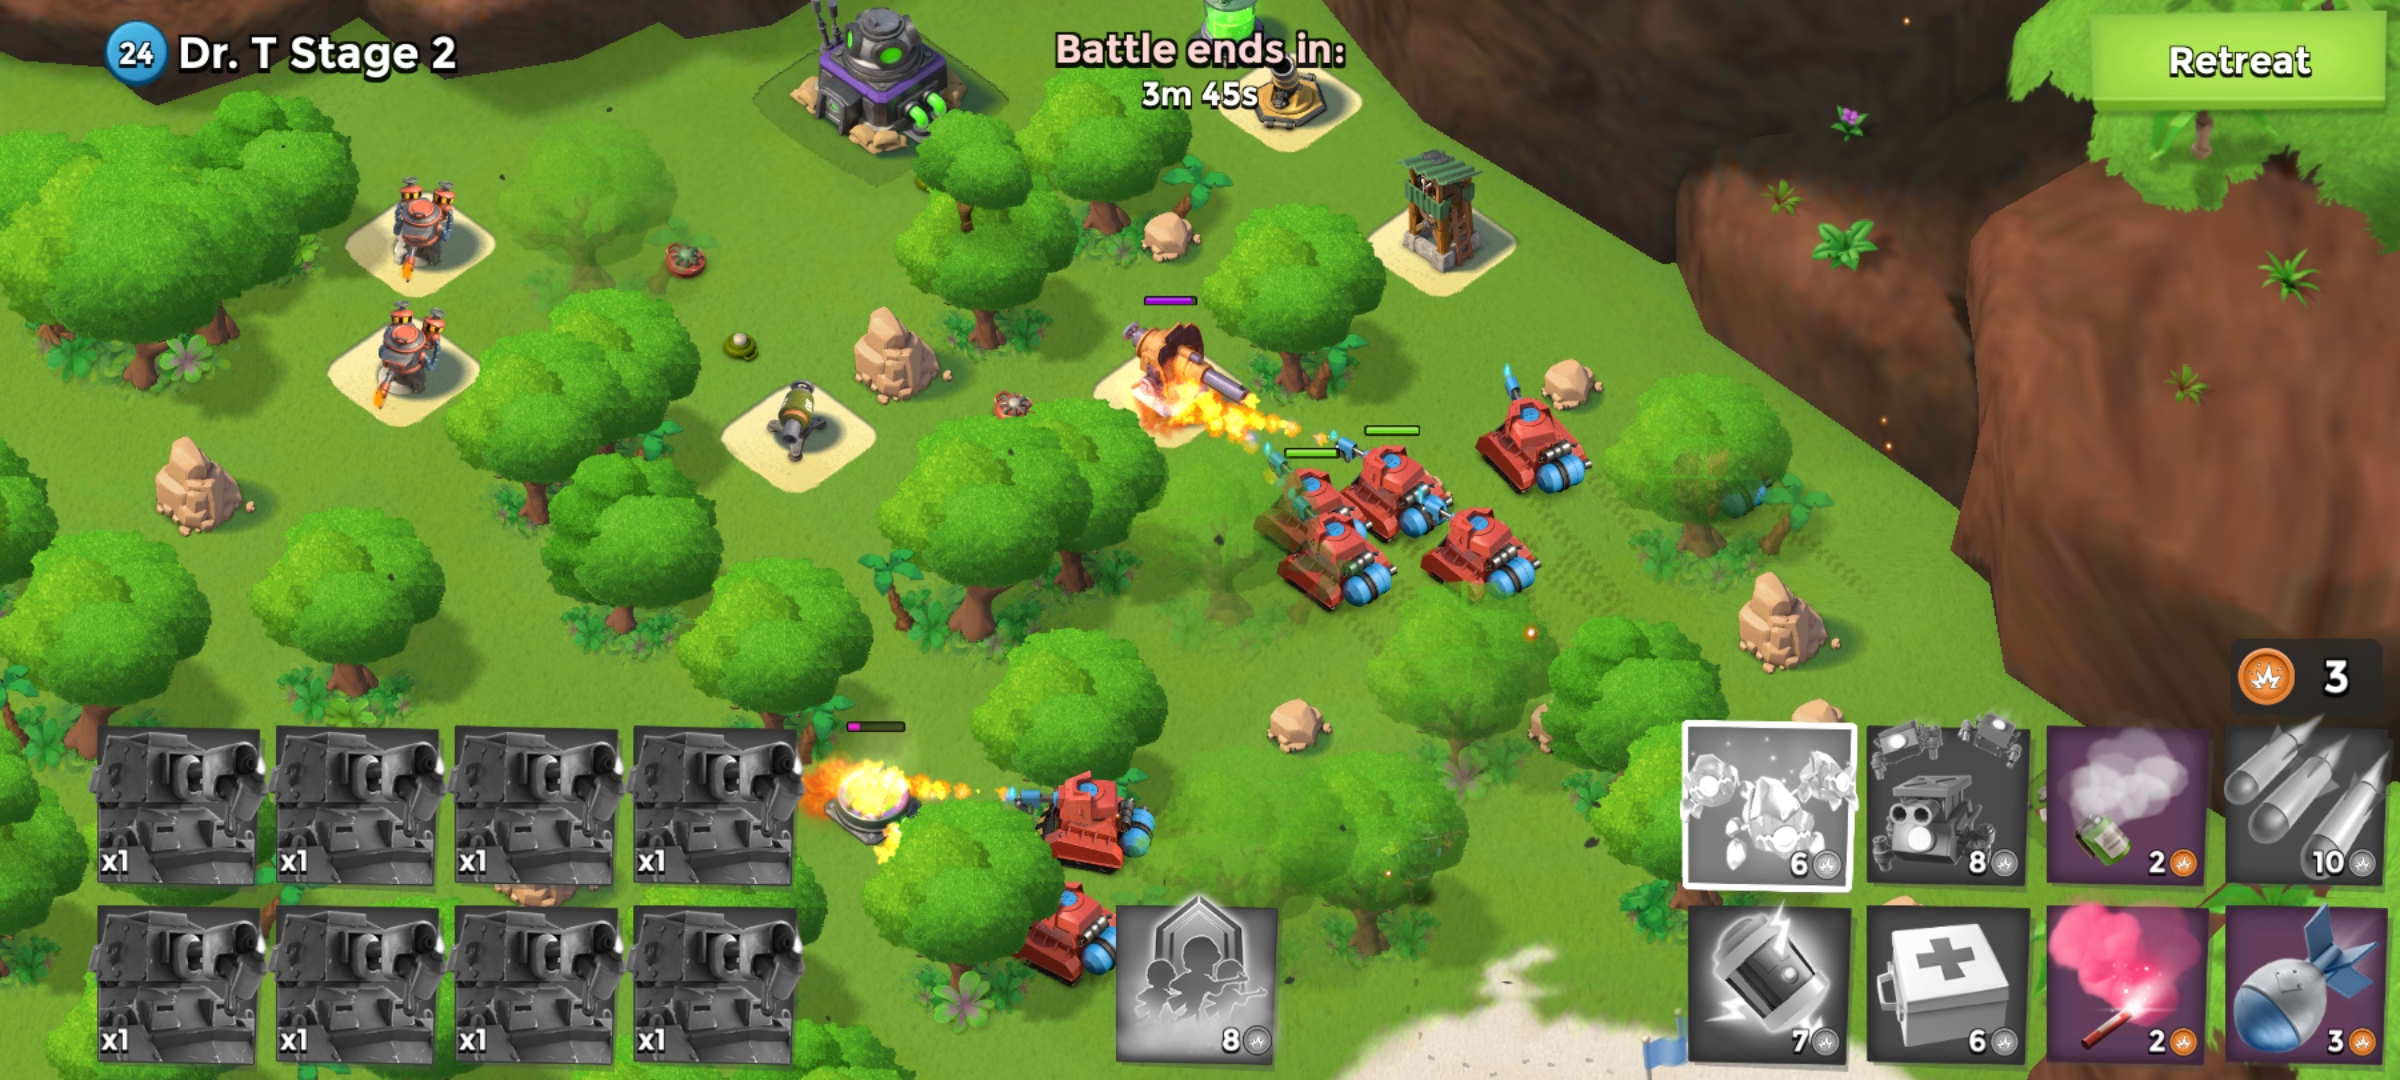 24 Dr. T Stage 2
Battle ends in:
3m 45s
Retreat
3
x1 x1 x1 x1
6 8 2 10
x1 x1 x1 x1
8
7 6 2 3